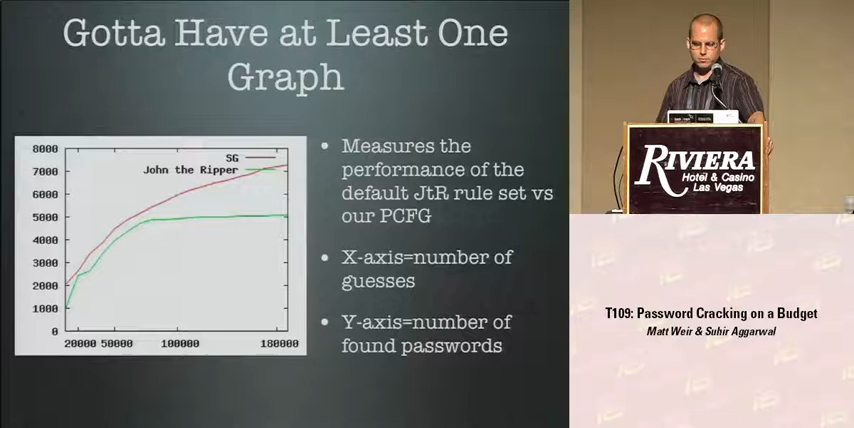 Gotta Have at Least One
Graph
8000
7000
6000
5000
4000
3000
2000
1000
0
SG
John the Ripper
20000 50000 100000 180000
• Measures the
performance of the
default JtR rule set vs
our PCFG
• X-axis=number of
guesses
• Y-axis=number of
found passwords
RIVIERA
Hotel & Casino
Las Vegas
T109: Password Cracking on a Budget
Matt Weir & Suhir Aggarwal